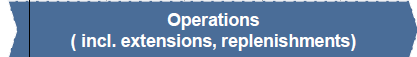 Operations
( incl. extensions, replenishments)